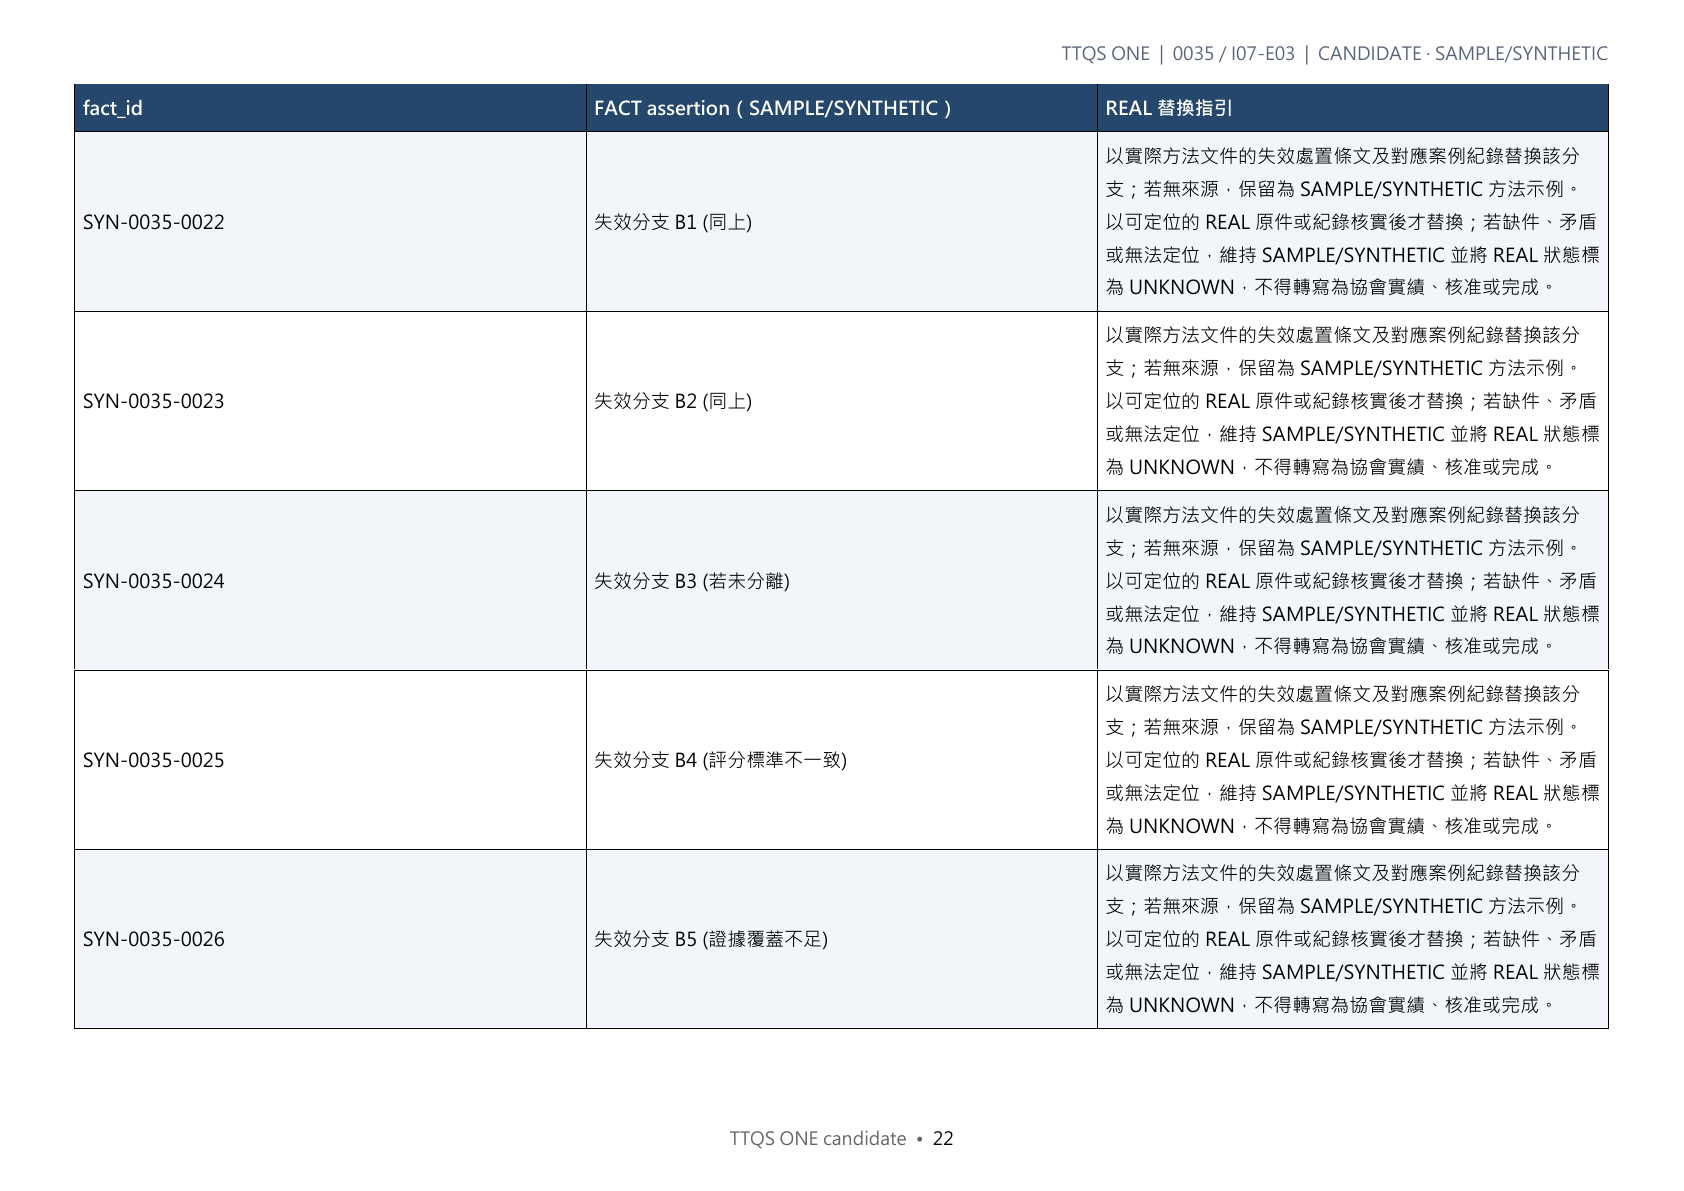 TTQS ONE | 0035 / I07-E03 | CANDIDATE · SAMPLE/SYNTHETIC
fact_id
FACT assertion（SAMPLE/SYNTHETIC）
REAL 替換指引
SYN-0035-0022
失效分支 B1 (同上)
以實際方法文件的失效處置條文及對應案例紀錄替換該分
支；若無來源，保留為 SAMPLE/SYNTHETIC 方法示例。
以可定位的 REAL 原件或紀錄核實後才替換；若缺件、矛盾
或無法定位，維持 SAMPLE/SYNTHETIC 並將 REAL 狀態標
為 UNKNOWN，不得轉寫為協會實績、核准或完成。
SYN-0035-0023
失效分支 B2 (同上)
以實際方法文件的失效處置條文及對應案例紀錄替換該分
支；若無來源，保留為 SAMPLE/SYNTHETIC 方法示例。
以可定位的 REAL 原件或紀錄核實後才替換；若缺件、矛盾
或無法定位，維持 SAMPLE/SYNTHETIC 並將 REAL 狀態標
為 UNKNOWN，不得轉寫為協會實績、核准或完成。
SYN-0035-0024
失效分支 B3 (若未分離)
以實際方法文件的失效處置條文及對應案例紀錄替換該分
支；若無來源，保留為 SAMPLE/SYNTHETIC 方法示例。
以可定位的 REAL 原件或紀錄核實後才替換；若缺件、矛盾
或無法定位，維持 SAMPLE/SYNTHETIC 並將 REAL 狀態標
為 UNKNOWN，不得轉寫為協會實績、核准或完成。
SYN-0035-0025
失效分支 B4 (評分標準不一致)
以實際方法文件的失效處置條文及對應案例紀錄替換該分
支；若無來源，保留為 SAMPLE/SYNTHETIC 方法示例。
以可定位的 REAL 原件或紀錄核實後才替換；若缺件、矛盾
或無法定位，維持 SAMPLE/SYNTHETIC 並將 REAL 狀態標
為 UNKNOWN，不得轉寫為協會實績、核准或完成。
SYN-0035-0026
失效分支 B5 (證據覆蓋不足)
以實際方法文件的失效處置條文及對應案例紀錄替換該分
支；若無來源，保留為 SAMPLE/SYNTHETIC 方法示例。
以可定位的 REAL 原件或紀錄核實後才替換；若缺件、矛盾
或無法定位，維持 SAMPLE/SYNTHETIC 並將 REAL 狀態標
為 UNKNOWN，不得轉寫為協會實績、核准或完成。
TTQS ONE candidate • 22